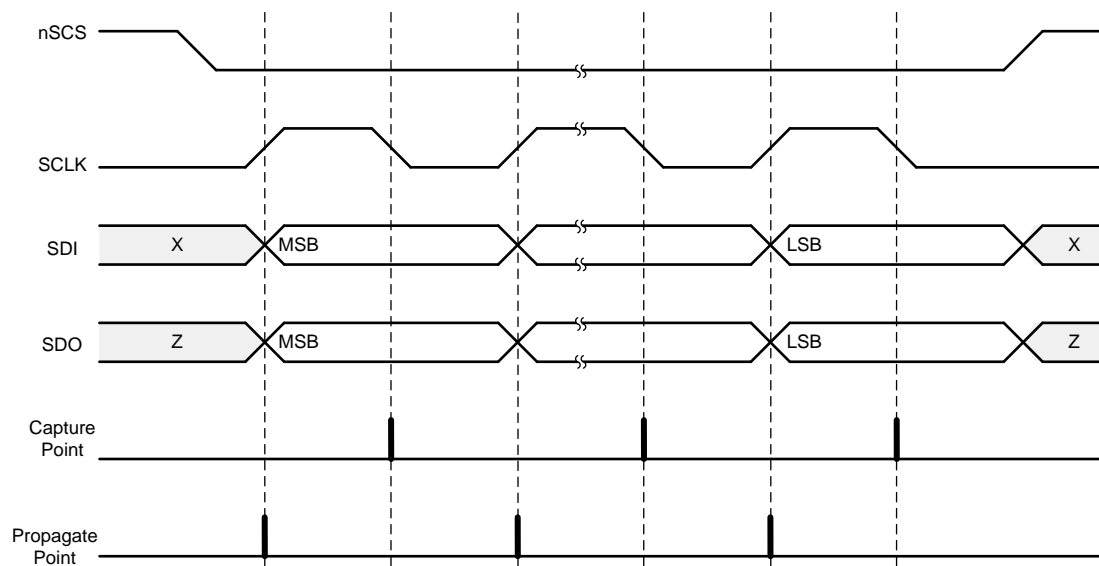 nSCS
SCLK
SDI X MSB LSB X
SDO Z MSB LSB Z
Capture
Point
Propagate
Point